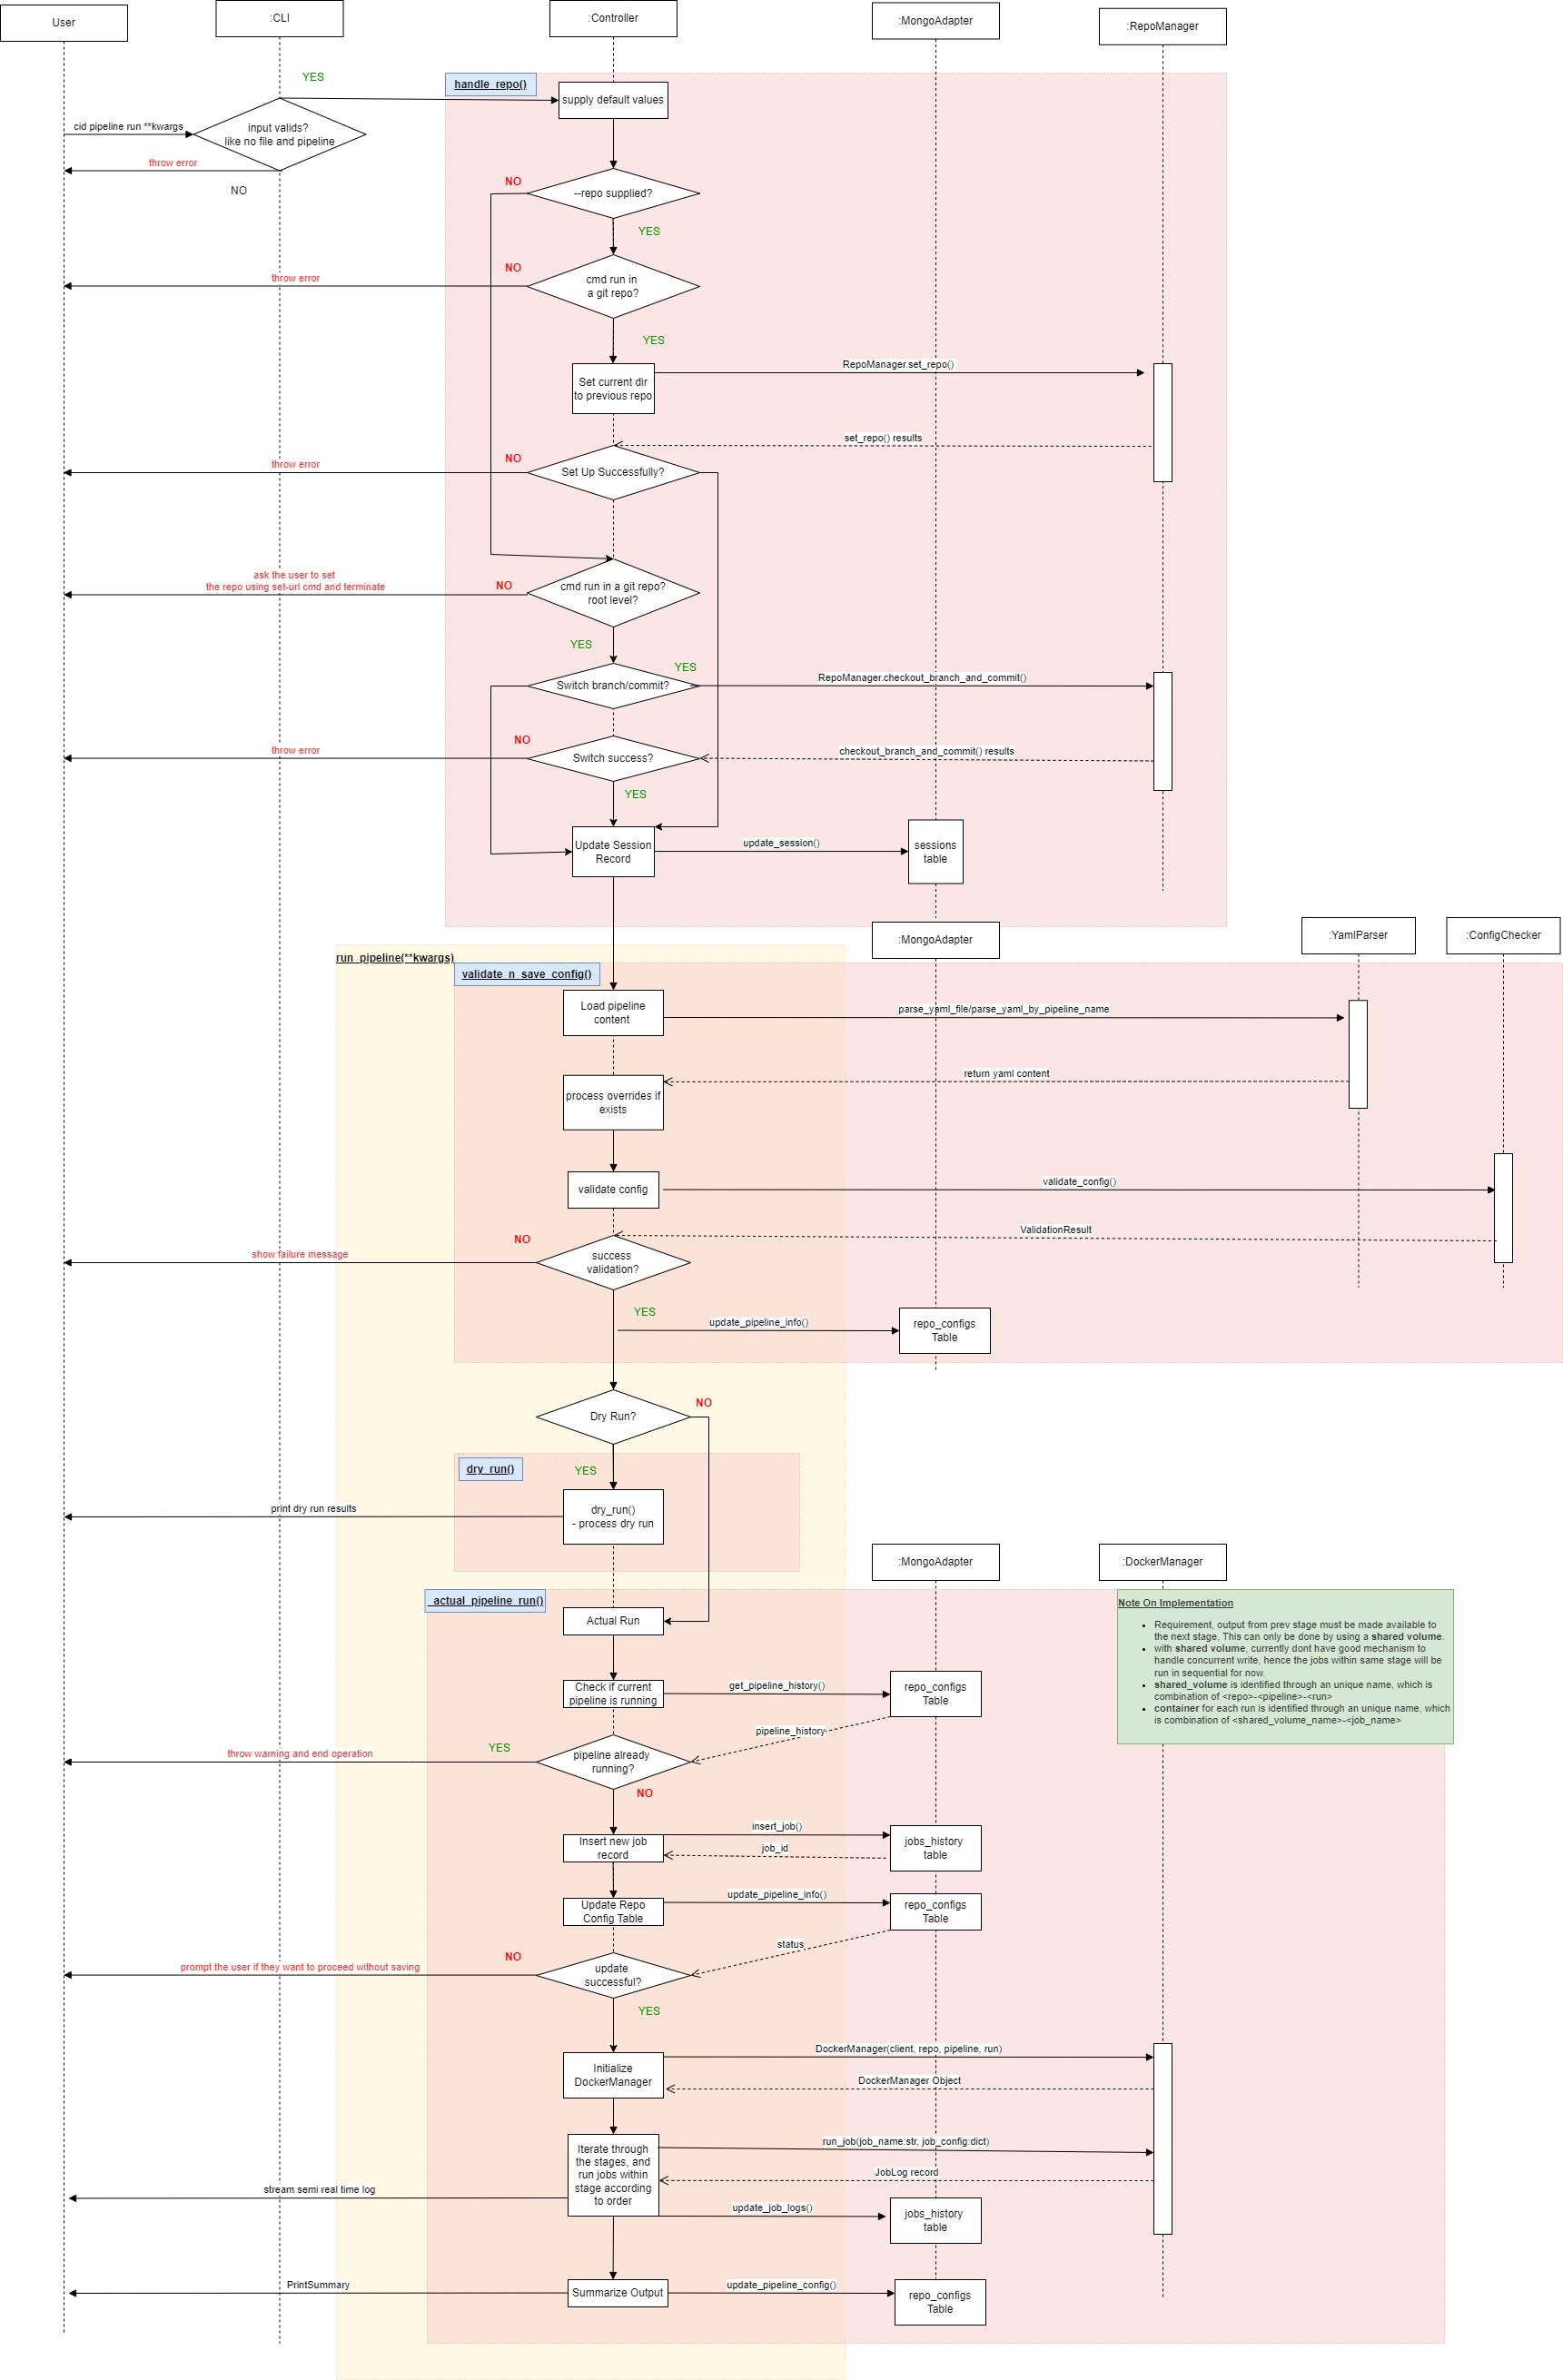 User
:CLI
:Controller
:MongoAdapter
:RepoManager
handle_repo()
YES
supply default values
cid pipeline run **kwargs
input valids?
like no file and pipeline
throw error
NO
NO
--repo supplied?
YES
NO
throw error
cmd run in
a git repo?
YES
RepoManager.set_repo()
Set current dir
to previous repo
set_repo() results
NO
throw error
Set Up Successfully?
ask the user to set
the repo using set-url cmd and terminate
NO
cmd run in a git repo?
root level?
YES
YES
Switch branch/commit?
RepoManager.checkout_branch_and_commit()
NO
throw error
Switch success?
checkout_branch_and_commit() results
YES
Update Session
Record
update_session()
sessions
table
:MongoAdapter
:YamlParser
:ConfigChecker
run_pipeline(**kwargs)
validate_n_save_config()
Load pipeline
content
parse_yaml_file/parse_yaml_by_pipeline_name
return yaml content
process overrides if
exists
validate config
validate_config()
ValidationResult
NO
show failure message
success
validation?
YES
update_pipeline_info()
repo_configs
Table
Dry Run?
NO
dry_run()
YES
dry_run()
- process dry run
print dry run results
:MongoAdapter
:DockerManager
_actual_pipeline_run()
Actual Run
Note On Implementation
• Requirement, output from prev stage must be made available to
the next stage, This can only be done by using a shared volume.
• with shared volume, currently dont have good mechanism to
handle concurrent write, hence the jobs within same stage will be
run in sequential for now.
• shared_volume is identified through an unique name, which is
combination of <repo>-<pipeline>-<run>
• container for each run is identified through an unique name, which
is combination of <shared_volume_name>-<job_name>
Check if current
pipeline is running
get_pipeline_history()
repo_configs
Table
pipeline_history
YES
throw warning and end operation
pipeline already
running?
NO
Insert new job
record
insert_job()
job_id
jobs_history
table
Update Repo
Config Table
update_pipeline_info()
repo_configs
Table
status
NO
prompt the user if they want to proceed without saving
update
successful?
YES
Initialize
DockerManager
DockerManager(client, repo, pipeline, run)
DockerManager Object
Iterate through
the stages, and
run jobs within
stage according
to order
run_job(job_name:str, job_config:dict)
JobLog record
stream semi real time log
update_job_logs()
jobs_history
table
PrintSummary
Summarize Output
update_pipeline_config()
repo_configs
Table